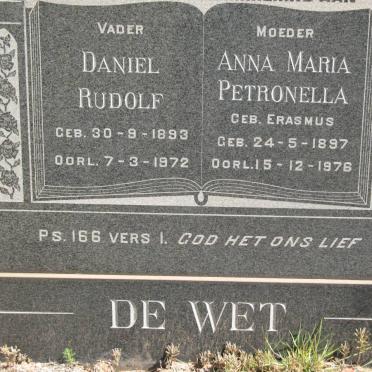 VADER
DANIEL
RUDOLF
GEB. 30-9-1893
OORL. 7-3-1972
MOEDER
ANNA MARIA
PETRONELLA
GEB. ERASMUS
GEB. 24-5-1897
OORL. 15-12-1976
PS. 166 VERS 1. GOD HET ONS LIEF
DE WET